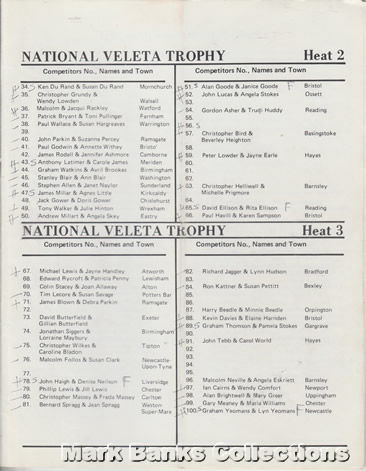 NATIONAL VELETA TROPHY Heat 2
Competitors No., Names and Town
34. S Ken Du Rand & Susan Du Rand Hornchurch
35. Christopher Grundy &
Wendy Lowden Walsall
36. Malcolm & Jacqui Rackley Watford
37. Patrick Bryant & Toni Pullinger Farnham
38. Paul Wallace & Susan Hargreaves Warrington
39.
40. John Parkin & Suzanne Percey Ramsgate
41. Paul Godwin & Annette Withey Bristol
42. James Rodell & Jennifer Ashmore Camborne
43. S Anthony Latimer & Carole James Meriden
44. Graham Watkins & Avril Brookes Birmingham
45. Stanley Blair & Ann Blair Washington
46. Stephen Allen & Janet Naylor Sunderland
47. S James Millar & Agnes Little Kirkcaldy
48. Jack Gower & Doris Gower Chislehurst
49. Tony Walker & Julie Hinton Wrexham
50. Andrew Millart & Angela Skey Eastry
Competitors No., Names and Town
51. S Alan Goode & Janice Goode F Bristol
52. John Lucas & Angela Stokes Ossett
53.
54. Gordon Asher & Trudi Huddy Reading
55.
56. S
57. Christopher Bird & Basingstoke
Beverley Heighton
58.
59. Peter Lowder & Jayne Earle Hayes
60.
61.
62.
63. Christopher Helliwell & Barnsley
Michelle Prigmore
64.
65. S David Ellison & Rita Ellison F Reading
66. Paul Havill & Karen Sampson Bristol
NATIONAL VELETA TROPHY Heat 3
Competitors No., Names and Town
67. Michael Lewis & Jayne Handley Atworth
68. Edward Rycroft & Patricia Penny Lewisham
69. Colin Stacey & Joan Allaway Alton
70. Tim Lecore & Susan Savage Potters Bar
71. James Blown & Debra Parkin Ramsgate
72.
73. David Butterfield & Exeter
Gillian Butterfield
74. Jonathan Siggers & Birmingham
Lorraine Maybury
75. Christopher Wilkes & Tipton
Caroline Bladon
76. Malcolm Fnilos & Susan Clark Newcastle-
Upon-Tyne
77.
78. S John Haigh & Denise Neilson F Liversidge
79. Phillip Lewis & Jill Lewis Chester
80. Christopher Massey & Freda Massey Carlton
81. Bernard Spragg & Jean Spragg Weston
Super-Mare
Competitors No., Names and Town
82. Richard Jagger & Lynn Hudson Bradford
83.
84. Ron Kattner & Susan Pettitt Bexley
85.
86.
87. Harry Beedle & Minnie Beedle Orpington
88. Kevin Davies & Elaine Harnden Bristol
89. S Graham Thomson & Pamela Stokes Gargrave
90.
91. John Tebb & Carol World Hayes
92.
93.
94.
95.
96. Malcolm Neville & Angela Eskriett Barnsley
97. Ian Cairns & Wendy Comfort Newport
98. Alan Brightwell & Mary Greer Uppingham
99. Gary Meaney & Maria Williams Chester
100. S Graham Yeomans & Lyn Yeomans F Newcastle
Mark Banks Collections